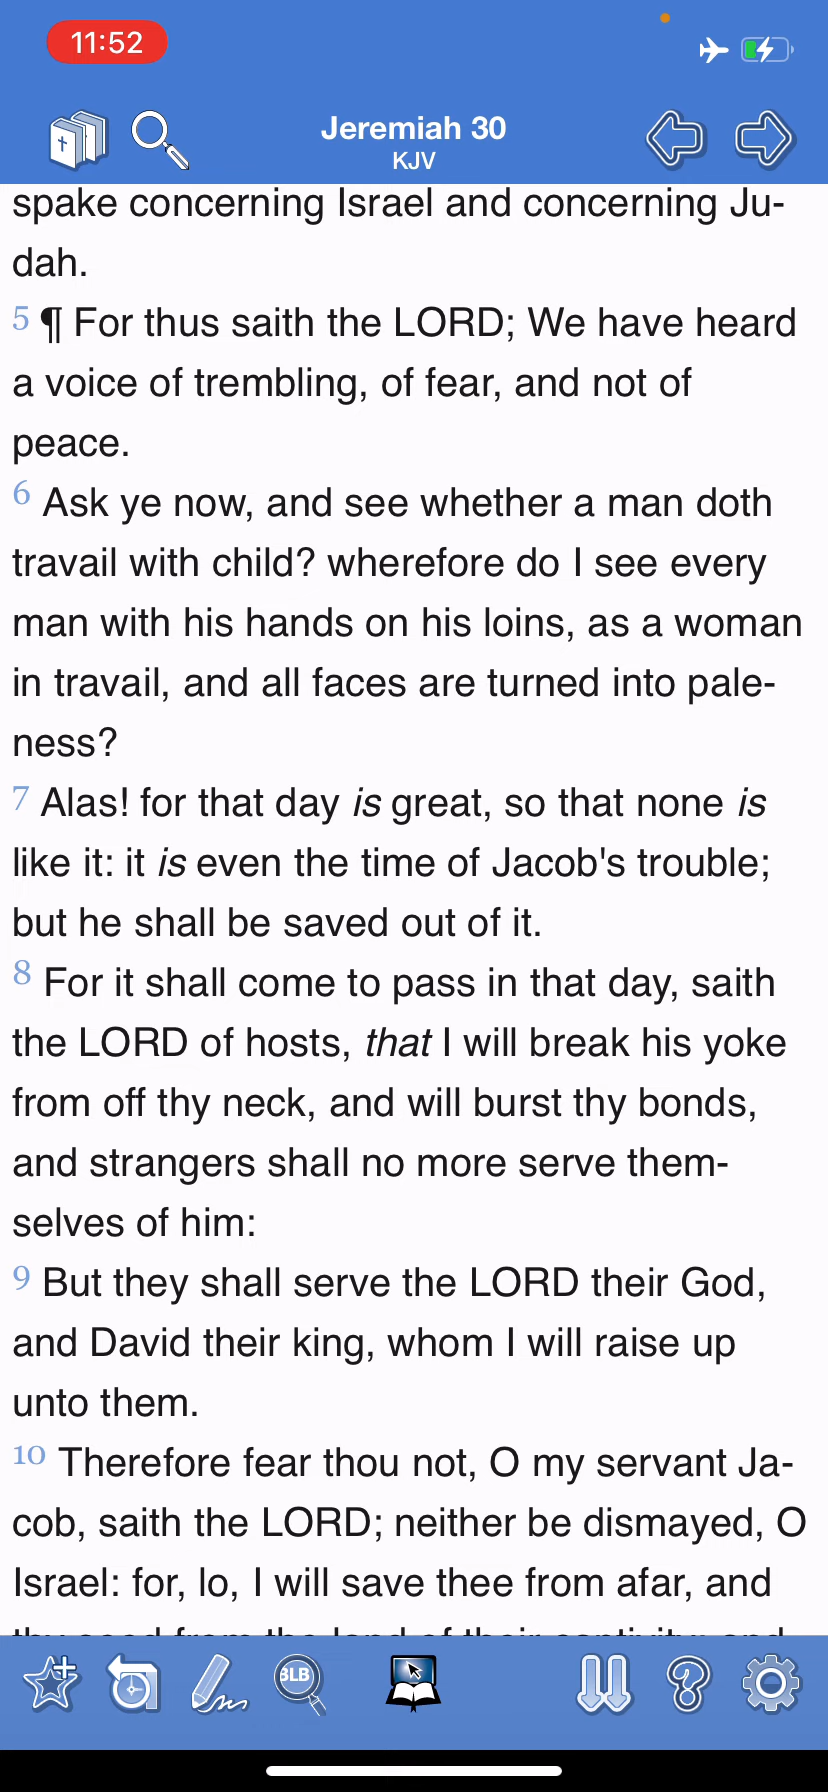 11:52
Jeremiah 30
KJV
spake concerning Israel and concerning Ju-
dah.
5 ¶ For thus saith the LORD; We have heard
a voice of trembling, of fear, and not of
peace.
6 Ask ye now, and see whether a man doth
travail with child? wherefore do I see every
man with his hands on his loins, as a woman
in travail, and all faces are turned into pale-
ness?
7 Alas! for that day is great, so that none is
like it: it is even the time of Jacob's trouble;
but he shall be saved out of it.
8 For it shall come to pass in that day, saith
the LORD of hosts, that I will break his yoke
from off thy neck, and will burst thy bonds,
and strangers shall no more serve them-
selves of him:
9 But they shall serve the LORD their God,
and David their king, whom I will raise up
unto them.
10 Therefore fear thou not, O my servant Ja-
cob, saith the LORD; neither be dismayed, O
Israel: for, lo, I will save thee from afar, and
thy seed from the land of their captivity; and
BLB